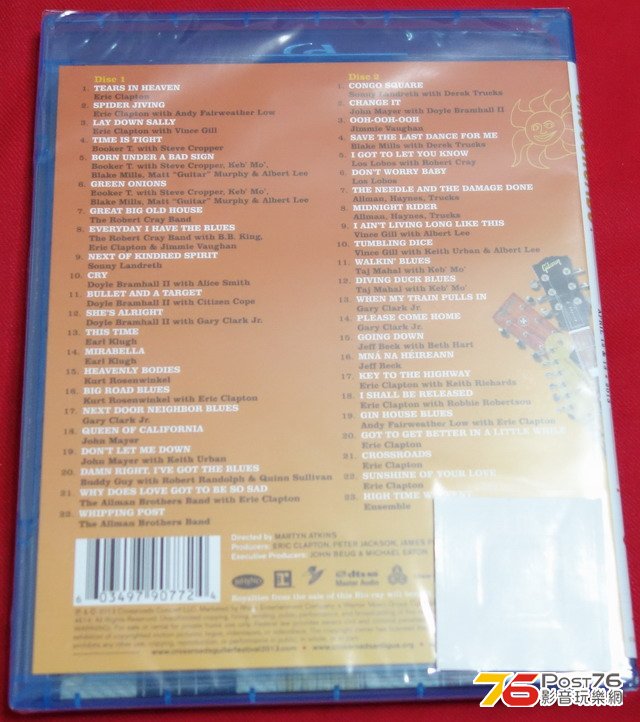 Disc 1
1. TEARS IN HEAVEN
Eric Clapton
2. SPIDER JIVING
Eric Clapton with Andy Fairweather Low
3. LAY DOWN SALLY
Eric Clapton with Vince Gill
4. TIME IS TIGHT
Booker T. with Steve Cropper
5. BORN UNDER A BAD SIGN
Booker T. with Steve Cropper, Keb' Mo',
Blake Mills, Matt "Guitar" Murphy & Albert Lee
6. GREEN ONIONS
Booker T. with Steve Cropper, Keb' Mo',
Blake Mills, Matt "Guitar" Murphy & Albert Lee
7. GREAT BIG OLD HOUSE
The Robert Cray Band
8. EVERYDAY I HAVE THE BLUES
The Robert Cray Band with B.B. King,
Eric Clapton & Jimmie Vaughan
9. NEXT OF KINDRED SPIRIT
Sonny Landreth
10. CRY
Doyle Bramhall II with Alice Smith
11. BULLET AND A TARGET
Doyle Bramhall II with Citizen Cope
12. SHE'S ALRIGHT
Doyle Bramhall II with Gary Clark Jr.
13. THIS TIME
Earl Klugh
14. MIRABELLA
Earl Klugh
15. HEAVENLY BODIES
Kurt Rosenwinkel
16. BIG ROAD BLUES
Kurt Rosenwinkel with Eric Clapton
17. NEXT DOOR NEIGHBOR BLUES
Gary Clark Jr.
18. QUEEN OF CALIFORNIA
John Mayer
19. DON'T LET ME DOWN
John Mayer with Keith Urban
20. DAMN RIGHT, I'VE GOT THE BLUES
Buddy Guy with Robert Randolph & Quinn Sullivan
21. WHY DOES LOVE GOT TO BE SO SAD
The Allman Brothers Band with Eric Clapton
22. WHIPPING POST
The Allman Brothers Band
Disc 2
1. CONGO SQUARE
Sonny Landreth with Derek Trucks
2. CHANGE IT
John Mayer with Doyle Bramhall II
3. OOH-OOH-OOH
Jimmie Vaughan
4. SAVE THE LAST DANCE FOR ME
Blake Mills with Derek Trucks
5. I GOT TO LET YOU KNOW
Los Lobos with Robert Cray
6. DON'T WORRY BABY
Los Lobos
7. THE NEEDLE AND THE DAMAGE DONE
Allman, Haynes, Trucks
8. MIDNIGHT RIDER
Allman, Haynes, Trucks
9. I AIN'T LIVING LONG LIKE THIS
Vince Gill with Albert Lee
10. TUMBLING DICE
Vince Gill with Keith Urban & Albert Lee
11. WALKIN' BLUES
Taj Mahal with Keb' Mo'
12. DIVING DUCK BLUES
Taj Mahal with Keb' Mo'
13. WHEN MY TRAIN PULLS IN
Gary Clark Jr.
14. PLEASE COME HOME
Gary Clark Jr.
15. GOING DOWN
Jeff Beck with Beth Hart
16. MNÁ NA HÉIREANN
Jeff Beck
17. KEY TO THE HIGHWAY
Eric Clapton with Keith Richards
18. I SHALL BE RELEASED
Eric Clapton with Robbie Robertson
19. GIN HOUSE BLUES
Andy Fairweather Low with Eric Clapton
20. GOT TO GET BETTER IN A LITTLE WHILE
Eric Clapton
21. CROSSROADS
Eric Clapton
22. SUNSHINE OF YOUR LOVE
Eric Clapton
23. HIGH TIME
Ensemble
Gibson
Directed by MARTYN ATKINS
Producers: ERIC CLAPTON, PETER JACKSON, JAMES
Executive Producers: JOHN BEUG & MICHAEL EATON
6 03497 90772 4
RHINO
dts
Master Audio
Royalties from the sale of this Blu-ray will
www.crossroadsguitarfestival2013.com
www.crossroadsantigua.org
76 Post76
影音玩樂網